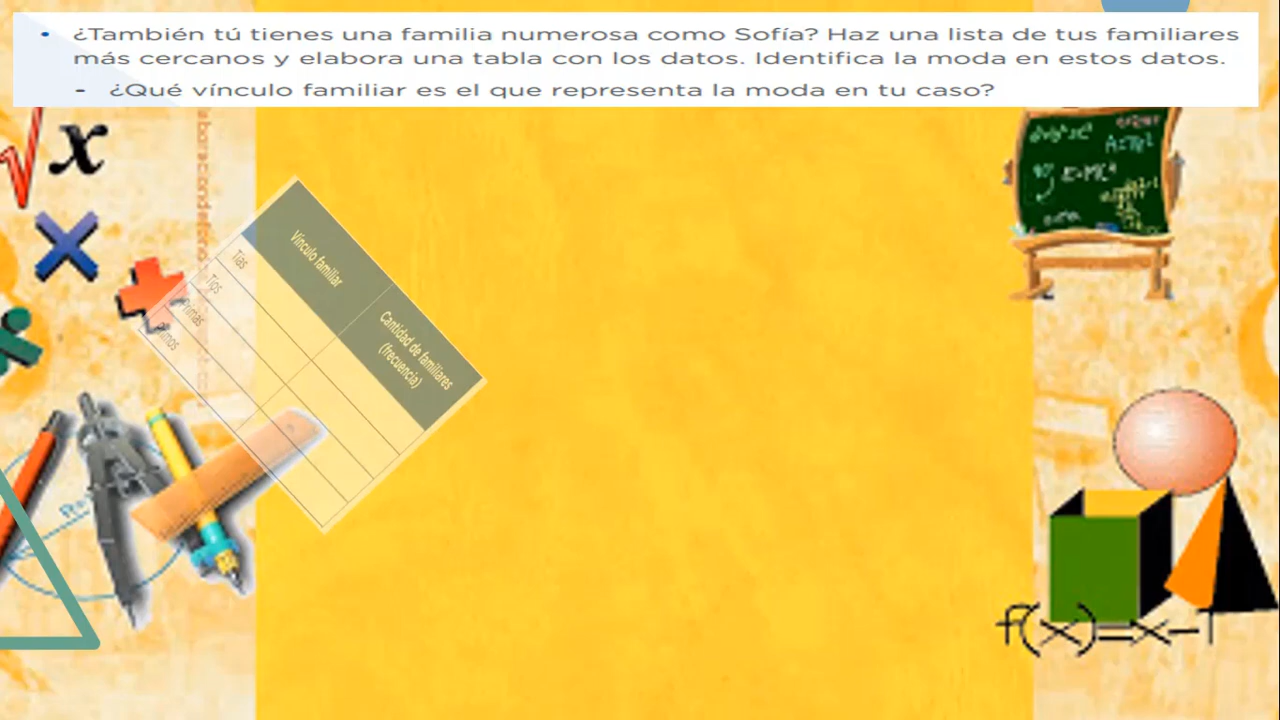 • ¿También tú tienes una familia numerosa como Sofía? Haz una lista de tus familiares
más cercanos y elabora una tabla con los datos. Identifica la moda en estos datos.
- ¿Qué vínculo familiar es el que representa la moda en tu caso?
√x
Vínculo familiar
Cantidad de familiares
(frecuencia)
Tías
Tíos
Primas
Primos
E=MC²
f(x)=x-1